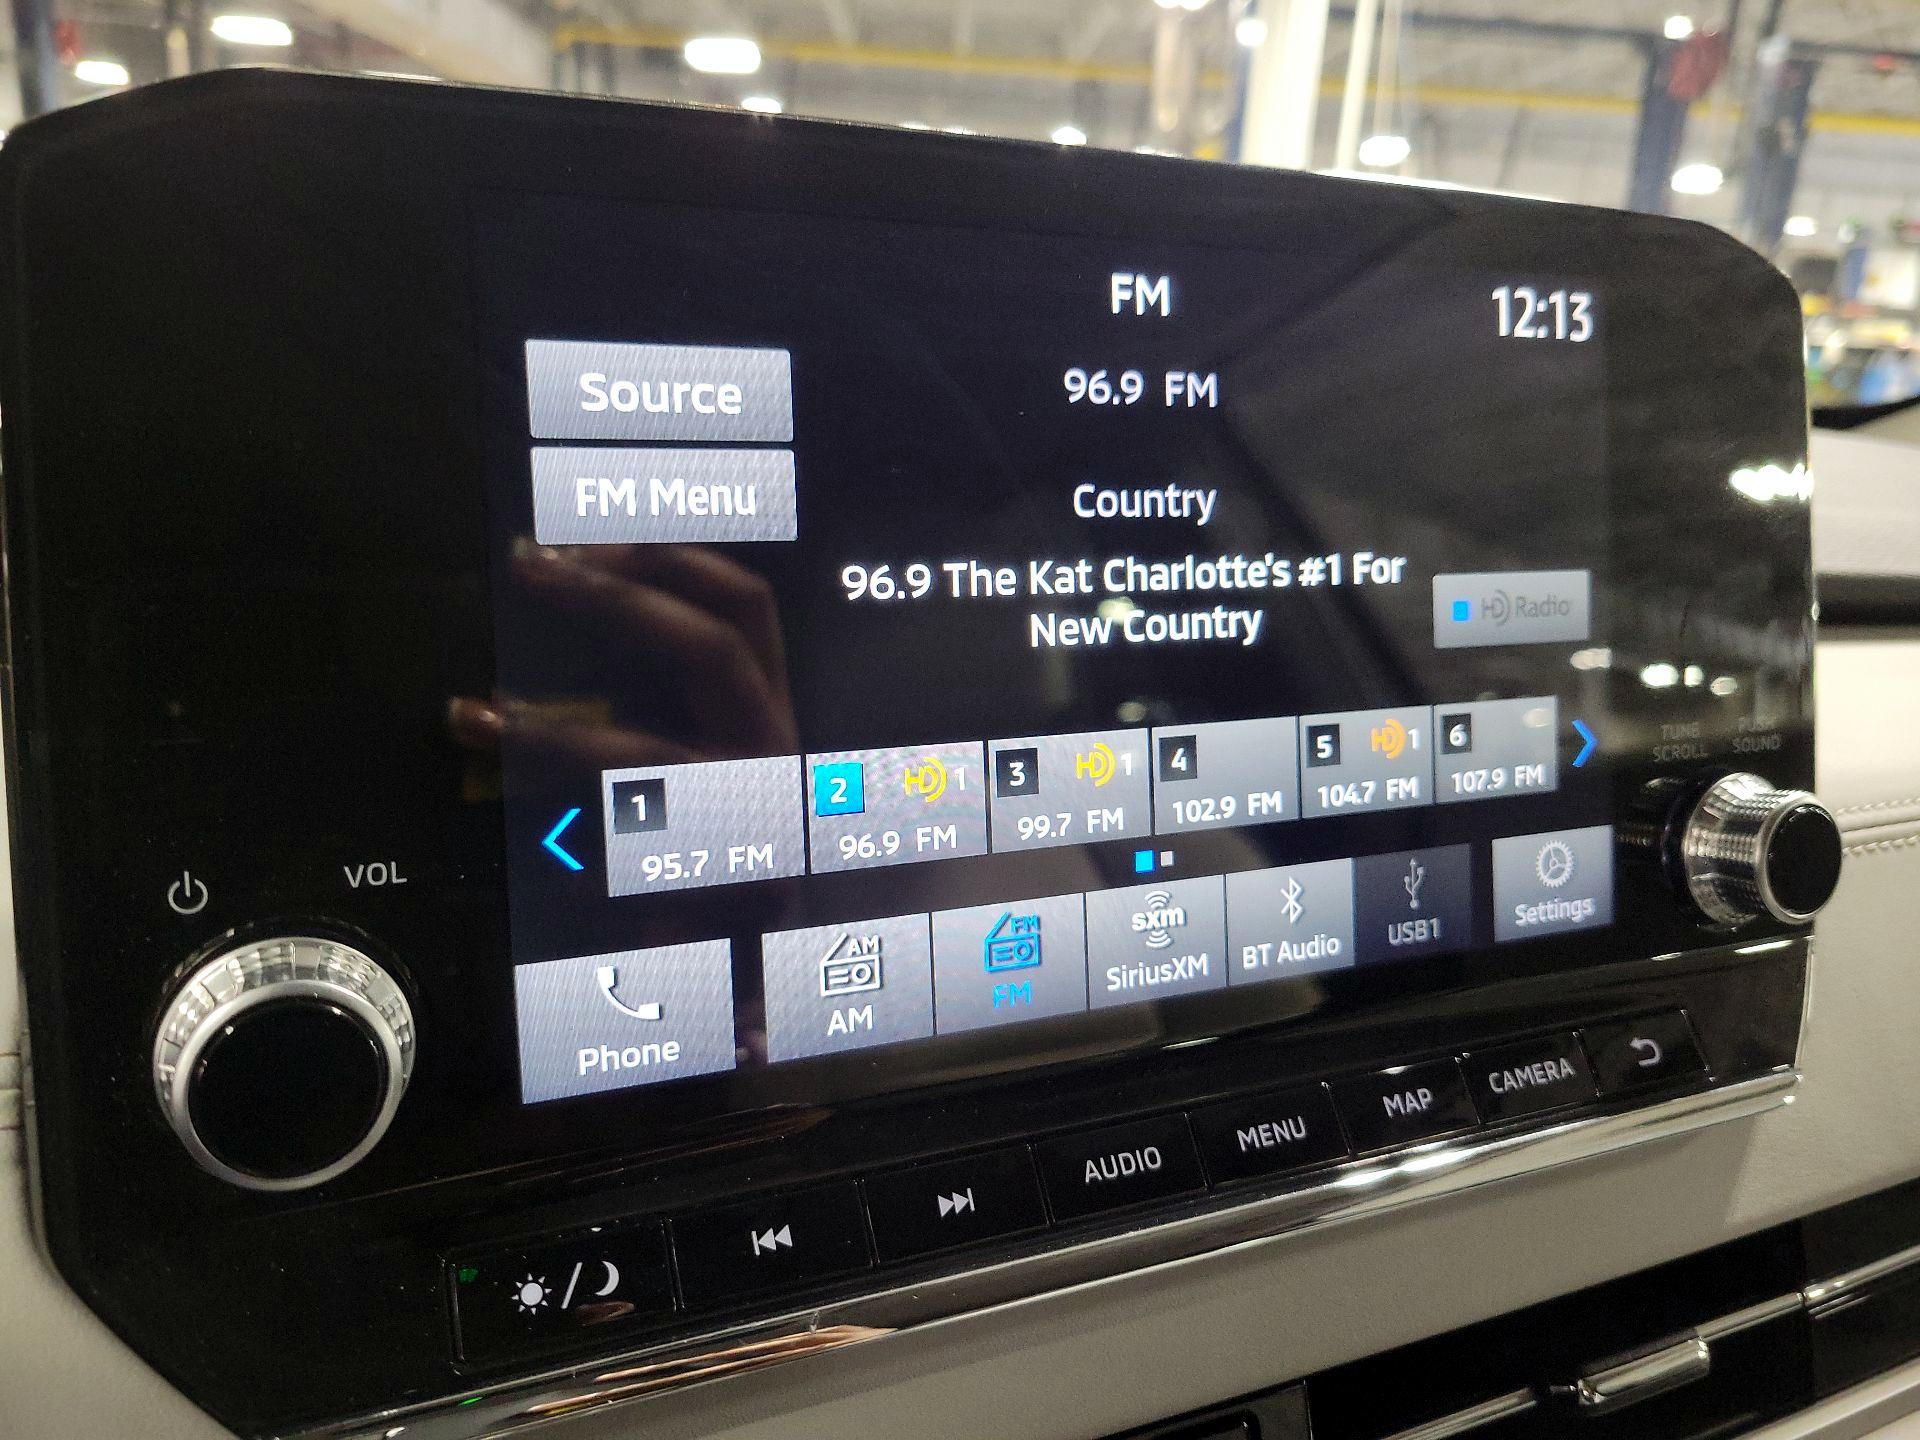 FM
12:13
Source
96.9 FM
FM Menu
Country
96.9 The Kat Charlotte's #1 For
New Country
HD Radio
TUNE
SCROLL
PUSH
SOUND
1
95.7 FM
2 HD 1
96.9 FM
3 HD 1
99.7 FM
4
102.9 FM
5 HD 1
104.7 FM
6
107.9 FM
VOL
Phone
AM
AM
FM
FM
sxm
SiriusXM
BT Audio
USB1
Settings
AUDIO
MENU
MAP
CAMERA